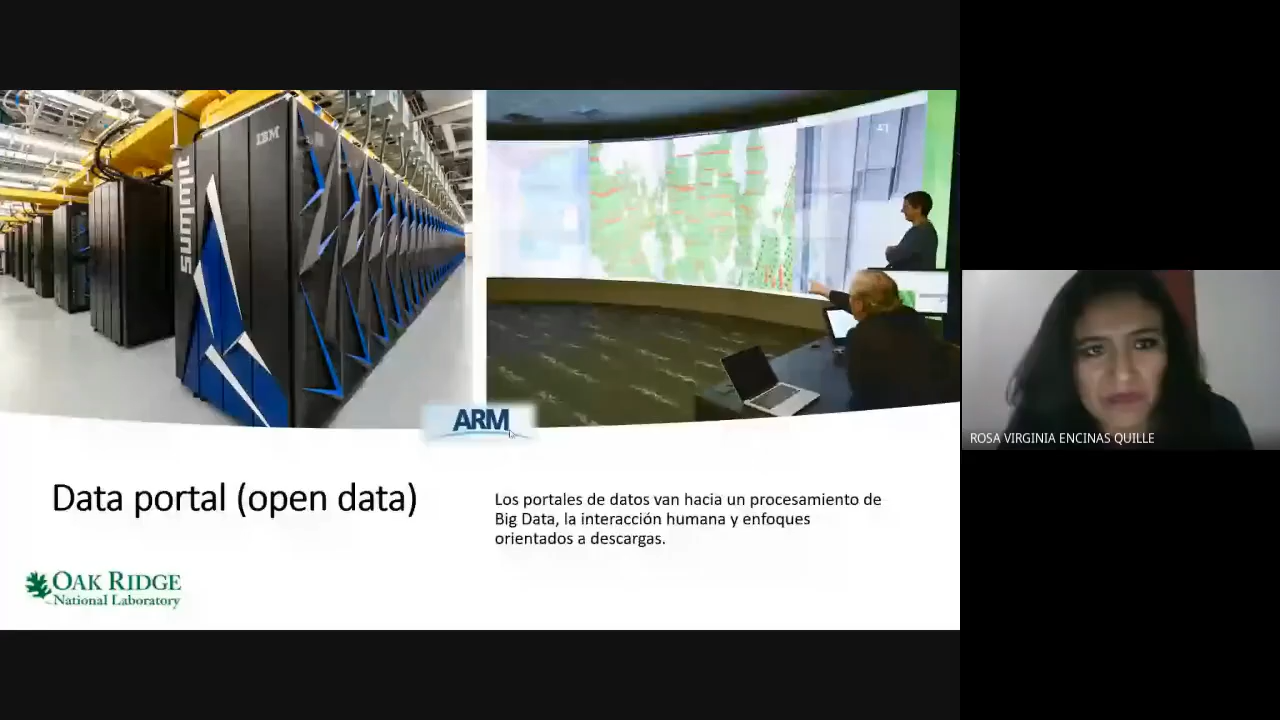 IBM
summit
ARM
Data portal (open data)
Los portales de datos van hacia un procesamiento de
Big Data, la interacción humana y enfoques
orientados a descargas.
OAK RIDGE
National Laboratory
ROSA VIRGINIA ENCINAS QUILLE